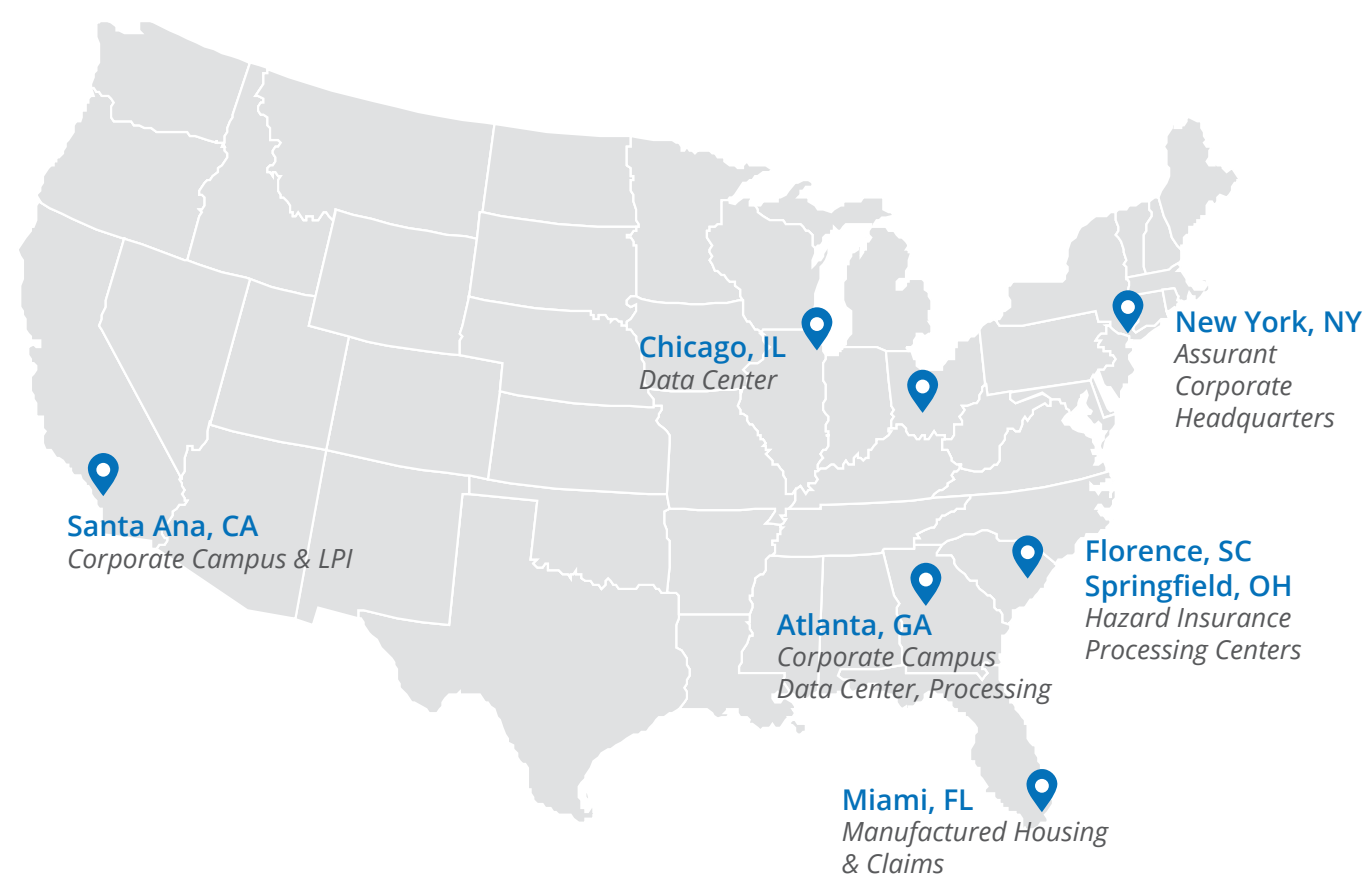 Chicago, IL
Data Center
New York, NY
Assurant
Corporate
Headquarters
Santa Ana, CA
Corporate Campus & LPI
Florence, SC
Springfield, OH
Hazard Insurance
Processing Centers
Atlanta, GA
Corporate Campus
Data Center, Processing
Miami, FL
Manufactured Housing
& Claims